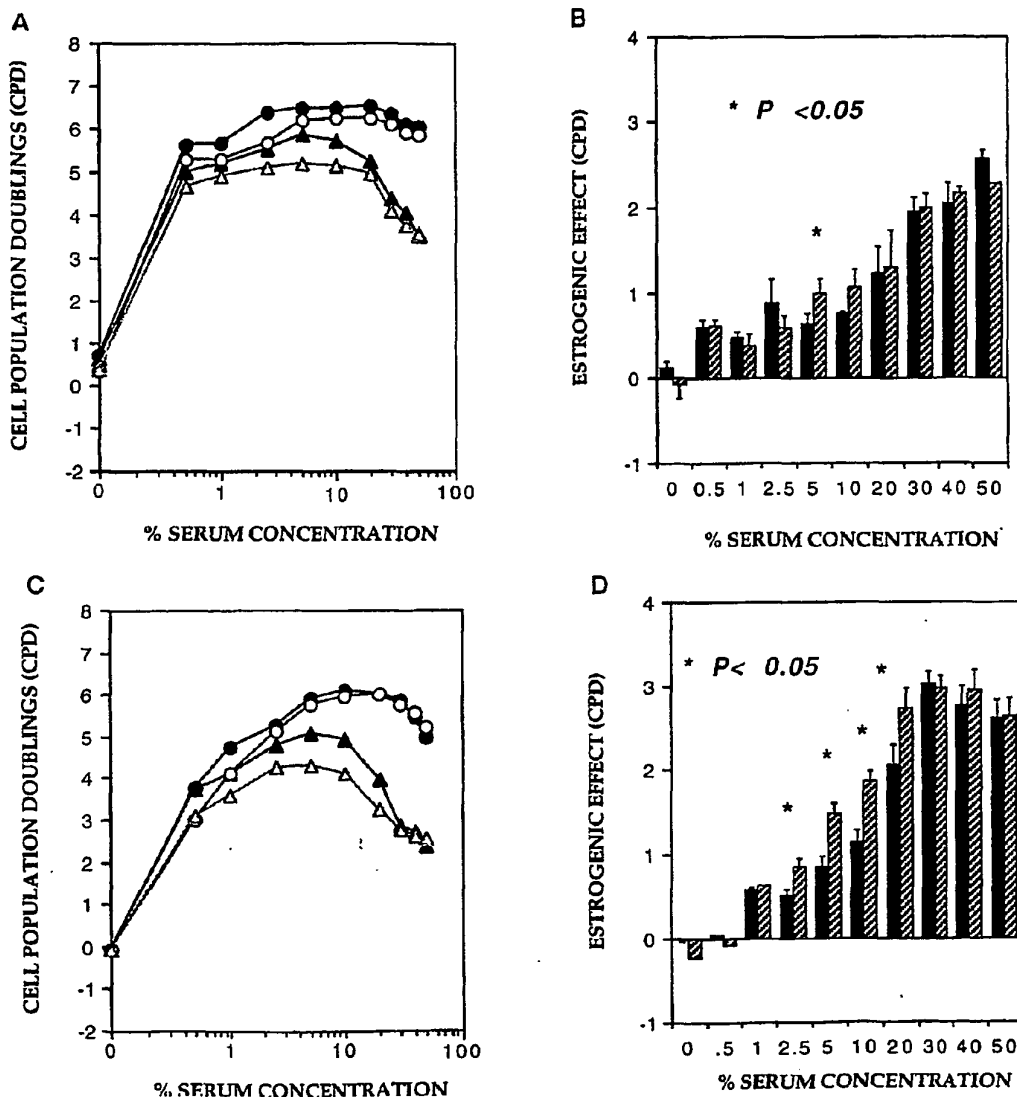 A
CELL POPULATION DOUBLINGS (CPD)
8
7
6
5
4
3
2
1
0
-1
-2
0 1 10 100
% SERUM CONCENTRATION
B
ESTROGENIC EFFECT (CPD)
4
3
2
1
0
-1
* P <0.05
*
0 0.5 1 2.5 5 10 20 30 40 50
% SERUM CONCENTRATION
C
CELL POPULATION DOUBLINGS (CPD)
8
7
6
5
4
3
2
1
0
-1
-2
0 1 10 100
% SERUM CONCENTRATION
D
ESTROGENIC EFFECT (CPD)
4
3
2
1
0
-1
* P< 0.05
*
*
*
*
0 .5 1 2.5 5 10 20 30 40 50
% SERUM CONCENTRATION